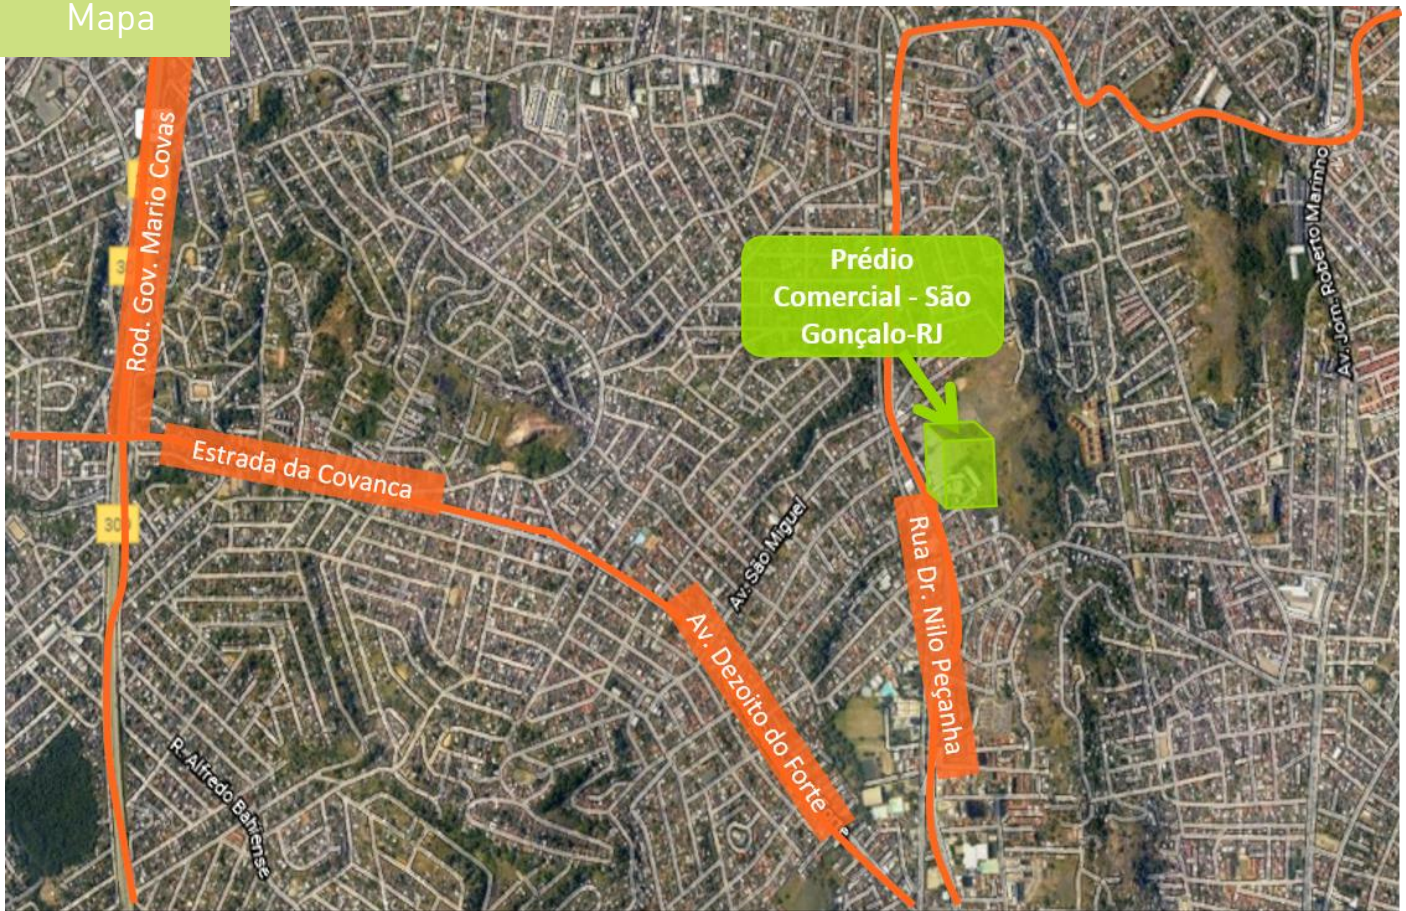 Mapa
Rod. Gov. Mario Covas
Prédio
Comercial - São
Gonçalo-RJ
Av. Jorn. Roberto Marinho
Estrada da Covanca
Av. São Miguel
Rua Dr. Nilo Peçanha
Av. Dezoito do Forte
R. Alfredo Bahiense